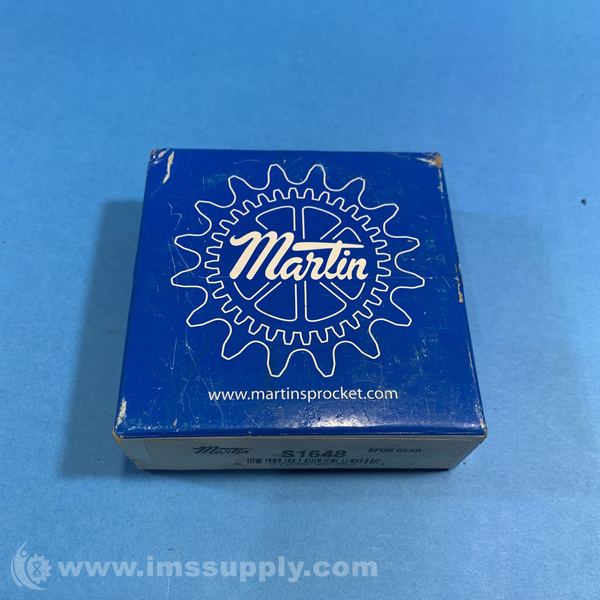 Martin
www.martinsprocket.com
Martin S1648 SPUR GEAR
www.imssupply.com